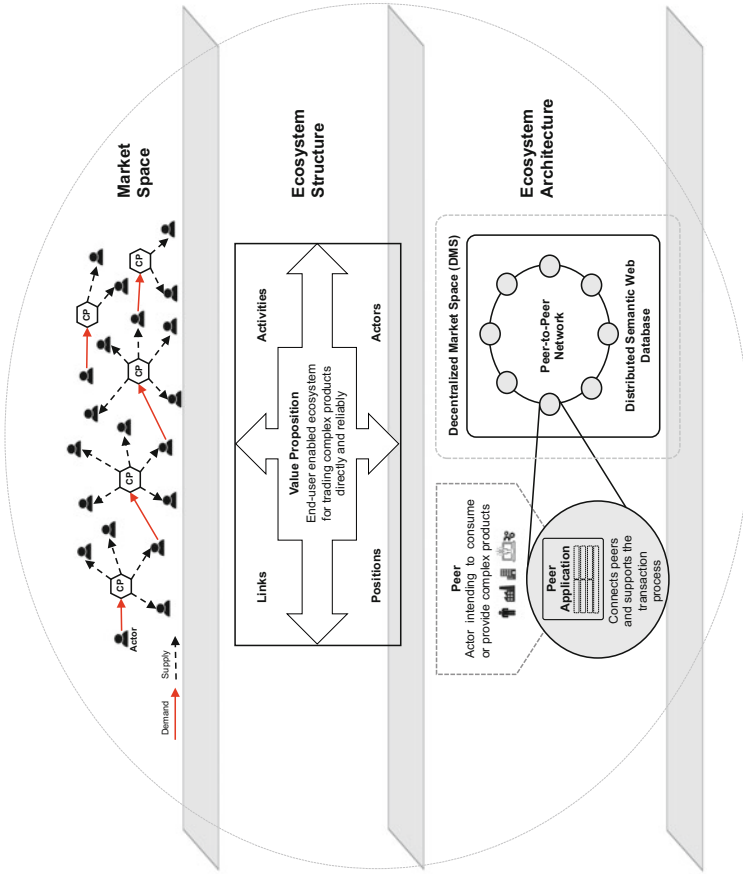 Market
Space
CP
CP
CP
CP
CP
Actor
Demand
Supply
Ecosystem
Structure
Links
Activities
Value Proposition
End-user enabled ecosystem
for trading complex products
directly and reliably
Positions
Actors
Ecosystem
Architecture
Peer
Actor intending to consume
or provide complex products
Peer
Application
Connects peers
and supports the
transaction
process
Decentralized Market Space (DMS)
Peer-to-Peer
Network
Distributed Semantic Web
Database